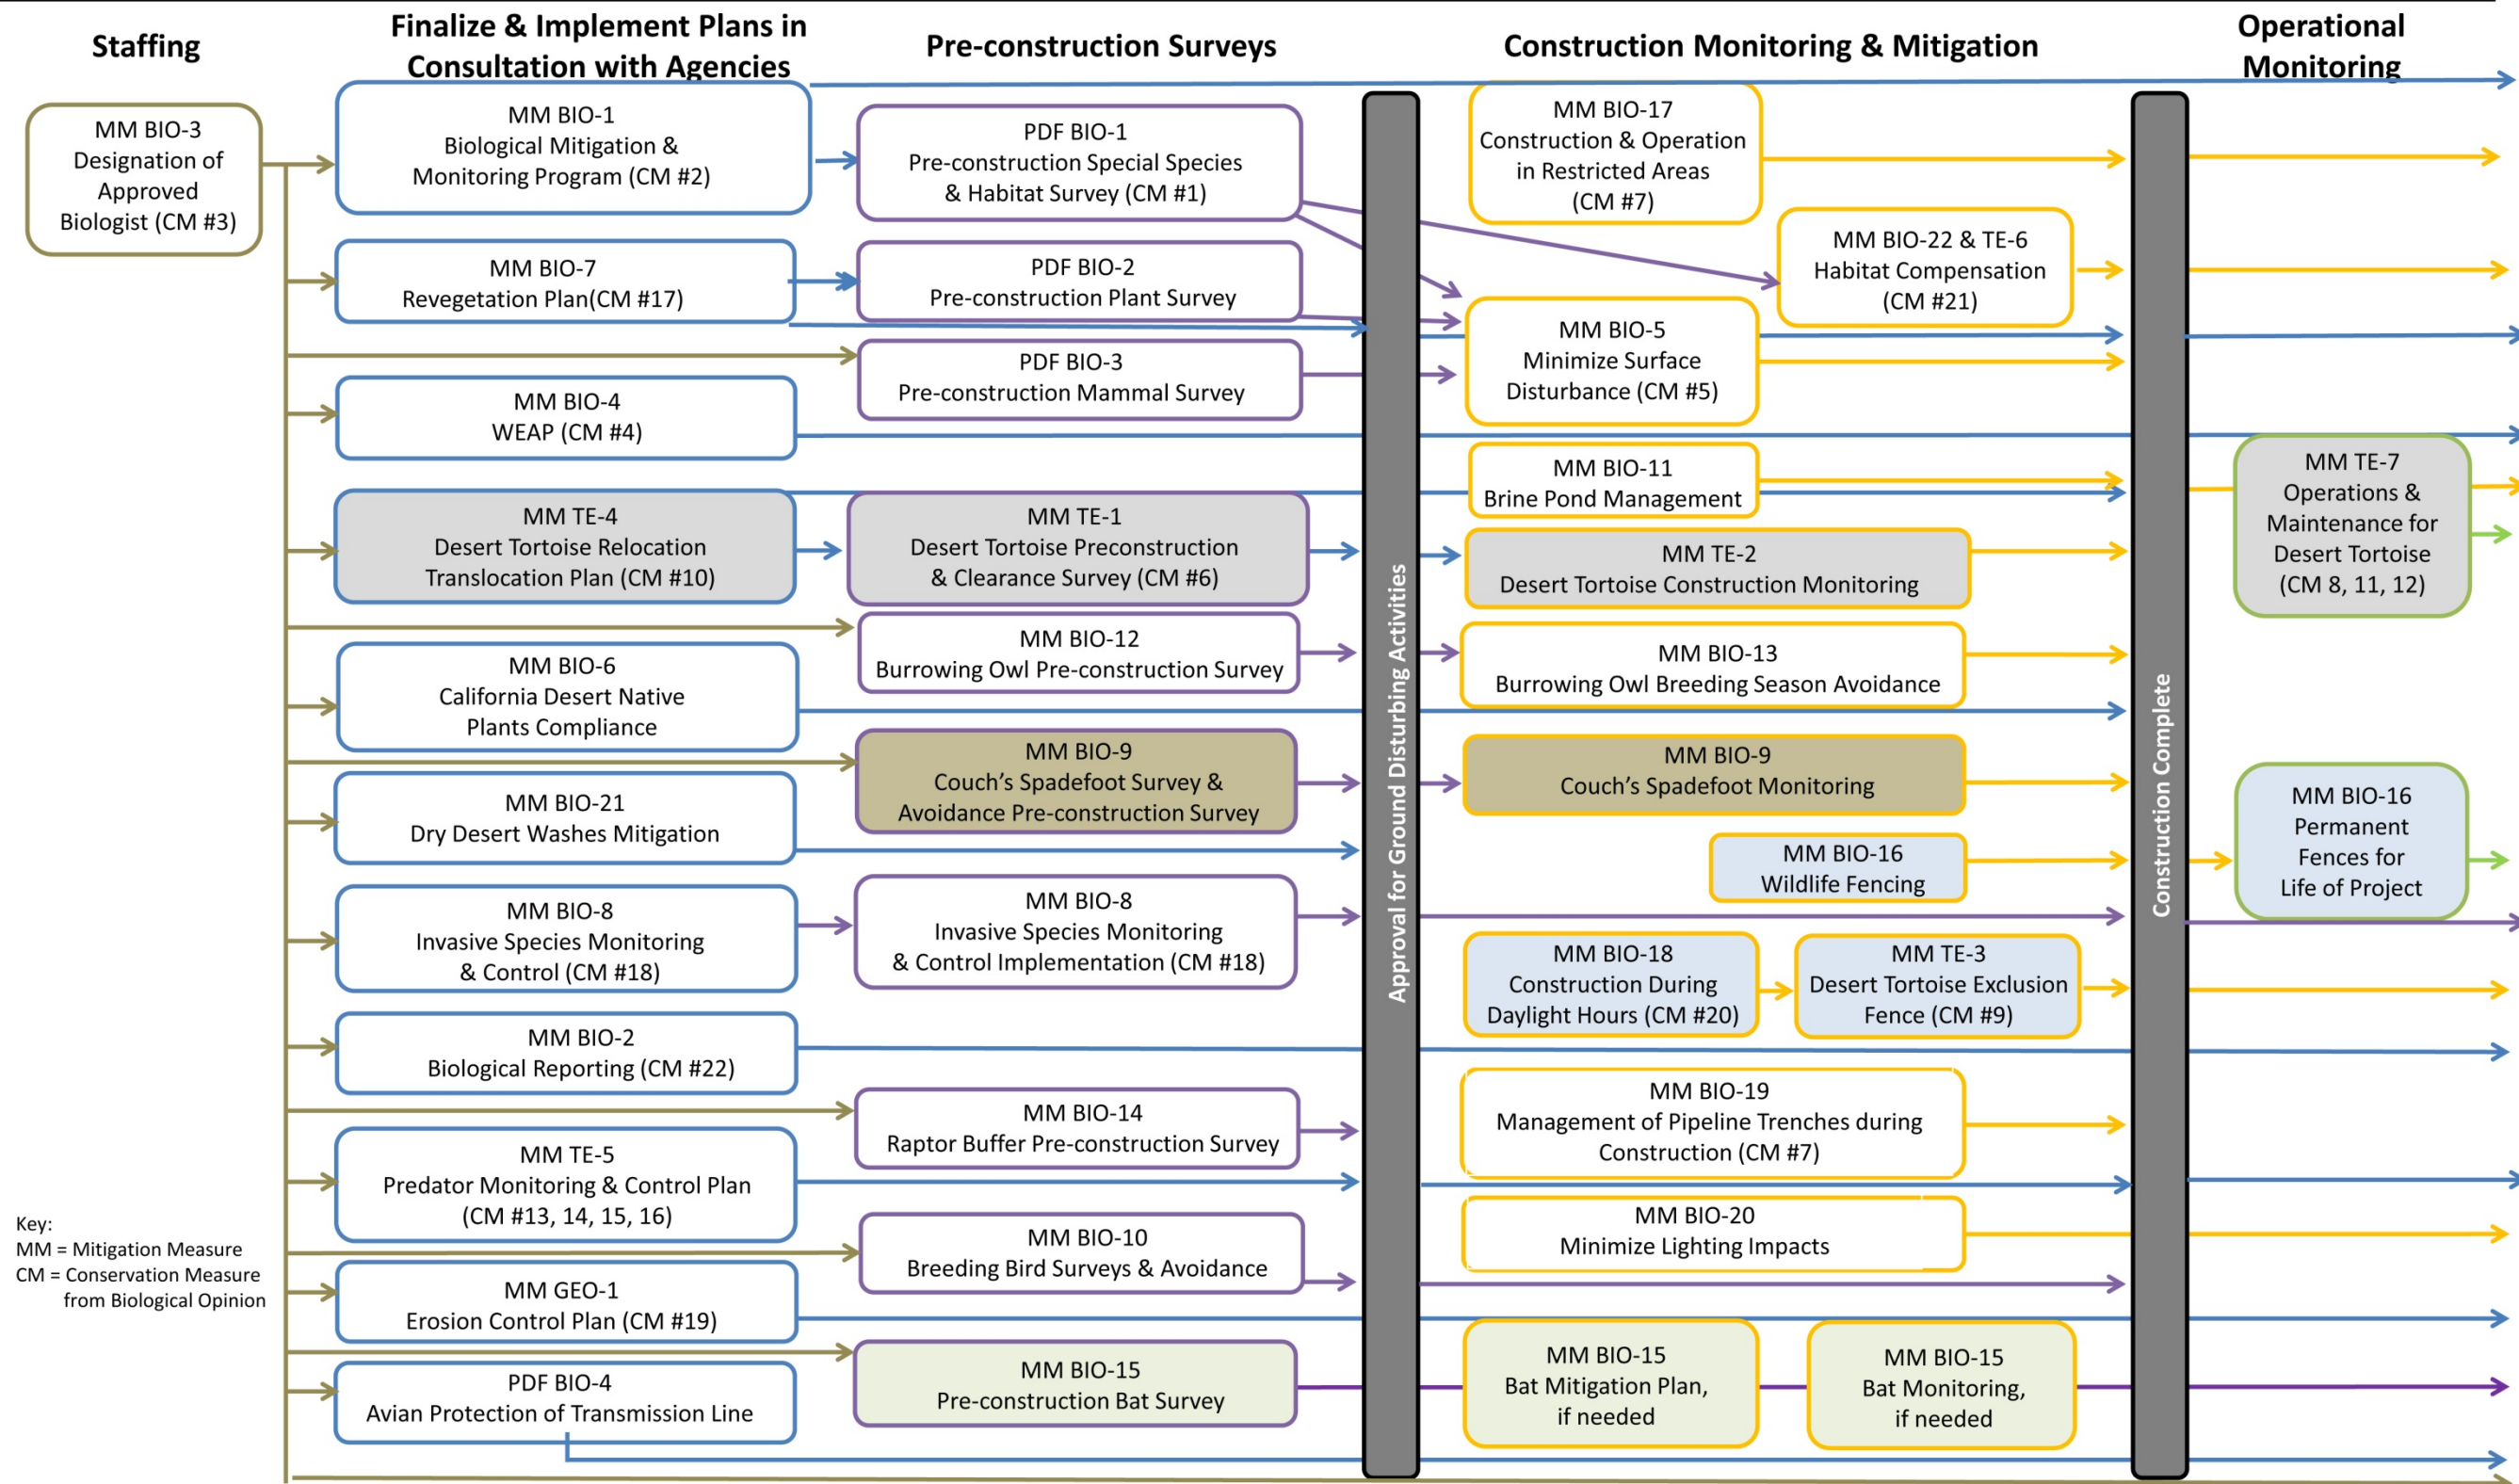 Staffing
Finalize & Implement Plans in
Consultation with Agencies
Pre-construction Surveys
Construction Monitoring & Mitigation
Operational
Monitoring
MM BIO-3
Designation of
Approved
Biologist (CM #3)
MM BIO-1
Biological Mitigation &
Monitoring Program (CM #2)
MM BIO-7
Revegetation Plan(CM #17)
MM BIO-4
WEAP (CM #4)
MM TE-4
Desert Tortoise Relocation
Translocation Plan (CM #10)
MM BIO-6
California Desert Native
Plants Compliance
MM BIO-21
Dry Desert Washes Mitigation
MM BIO-8
Invasive Species Monitoring
& Control (CM #18)
MM BIO-2
Biological Reporting (CM #22)
MM TE-5
Predator Monitoring & Control Plan
(CM #13, 14, 15, 16)
MM GEO-1
Erosion Control Plan (CM #19)
PDF BIO-4
Avian Protection of Transmission Line
PDF BIO-1
Pre-construction Special Species
& Habitat Survey (CM #1)
PDF BIO-2
Pre-construction Plant Survey
PDF BIO-3
Pre-construction Mammal Survey
MM TE-1
Desert Tortoise Preconstruction
& Clearance Survey (CM #6)
MM BIO-12
Burrowing Owl Pre-construction Survey
MM BIO-9
Couch’s Spadefoot Survey &
Avoidance Pre-construction Survey
MM BIO-8
Invasive Species Monitoring
& Control Implementation (CM #18)
MM BIO-14
Raptor Buffer Pre-construction Survey
MM BIO-10
Breeding Bird Surveys & Avoidance
MM BIO-15
Pre-construction Bat Survey
Approval for Ground Disturbing Activities
MM BIO-17
Construction & Operation
in Restricted Areas
(CM #7)
MM BIO-22 & TE-6
Habitat Compensation
(CM #21)
MM BIO-5
Minimize Surface
Disturbance (CM #5)
MM BIO-11
Brine Pond Management
MM TE-2
Desert Tortoise Construction Monitoring
MM BIO-13
Burrowing Owl Breeding Season Avoidance
MM BIO-9
Couch’s Spadefoot Monitoring
MM BIO-16
Wildlife Fencing
MM BIO-18
Construction During
Daylight Hours (CM #20)
MM TE-3
Desert Tortoise Exclusion
Fence (CM #9)
MM BIO-19
Management of Pipeline Trenches during
Construction (CM #7)
MM BIO-20
Minimize Lighting Impacts
MM BIO-15
Bat Mitigation Plan,
if needed
MM BIO-15
Bat Monitoring,
if needed
Construction Complete
MM TE-7
Operations &
Maintenance for
Desert Tortoise
(CM 8, 11, 12)
MM BIO-16
Permanent
Fences for
Life of Project
Key:
MM = Mitigation Measure
CM = Conservation Measure
from Biological Opinion